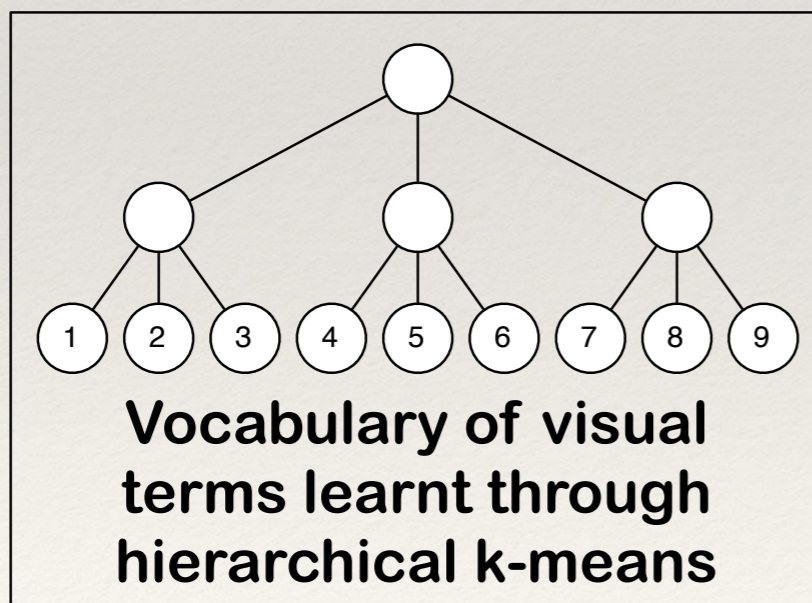 1 2 3 4 5 6 7 8 9
Vocabulary of visual
terms learnt through
hierarchical k-means